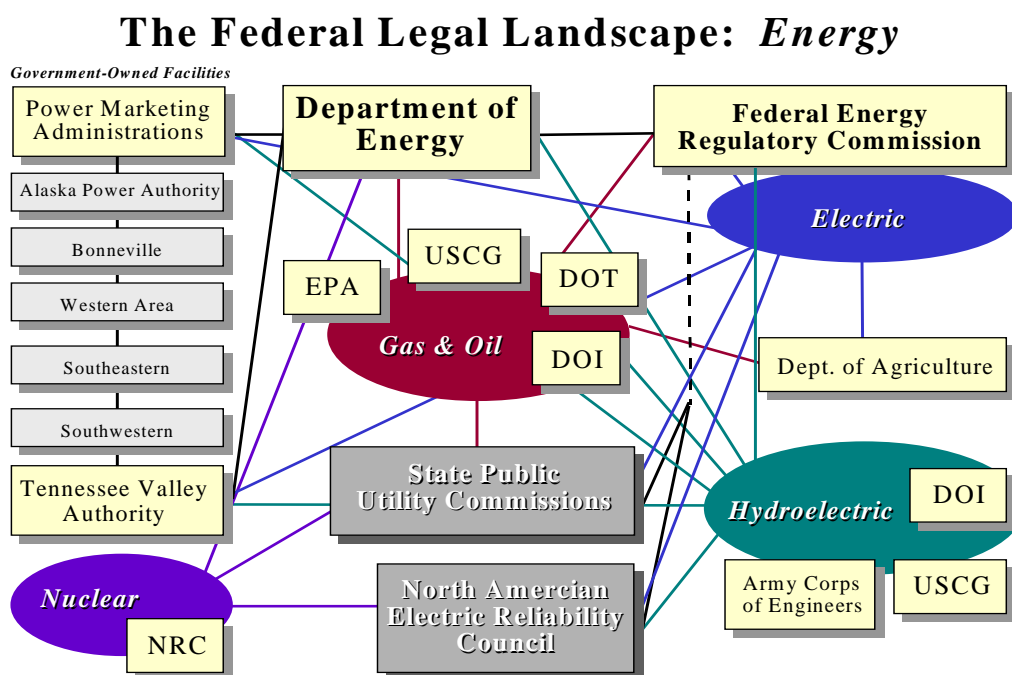 The Federal Legal Landscape: Energy
Government-Owned Facilities
Power Marketing
Administrations
Alaska Power Authority
Bonneville
Western Area
Southeastern
Southwestern
Tennessee Valley
Authority
Department of
Energy
Federal Energy
Regulatory Commission
Electric
USCG
EPA
DOT
Gas & Oil
DOI
Dept. of Agriculture
State Public
Utility Commissions
Hydroelectric
DOI
Army Corps
of Engineers
USCG
Nuclear
NRC
North Amercian
Electric Reliability
Council